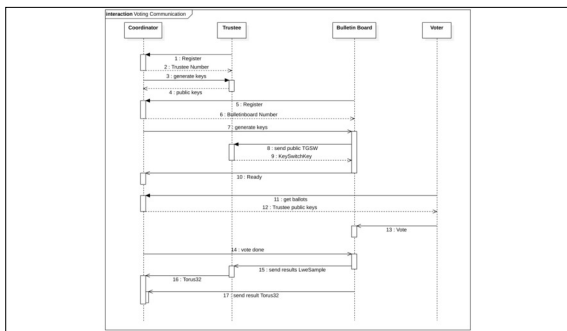 interaction Voting Communication
Coordinator
Trustee
Bulletin Board
Voter
1 : Register
2 : Trustee Number
3 : generate keys
4 : public keys
5 : Register
6 : Bulletinboard Number
7 : generate keys
8 : send public TGSW
9 : KeySwitchKey
10 : Ready
11 : get ballots
12 : Trustee public keys
13 : Vote
14 : vote done
15 : send results LweSample
16 : Torus32
17 : send result Torus32